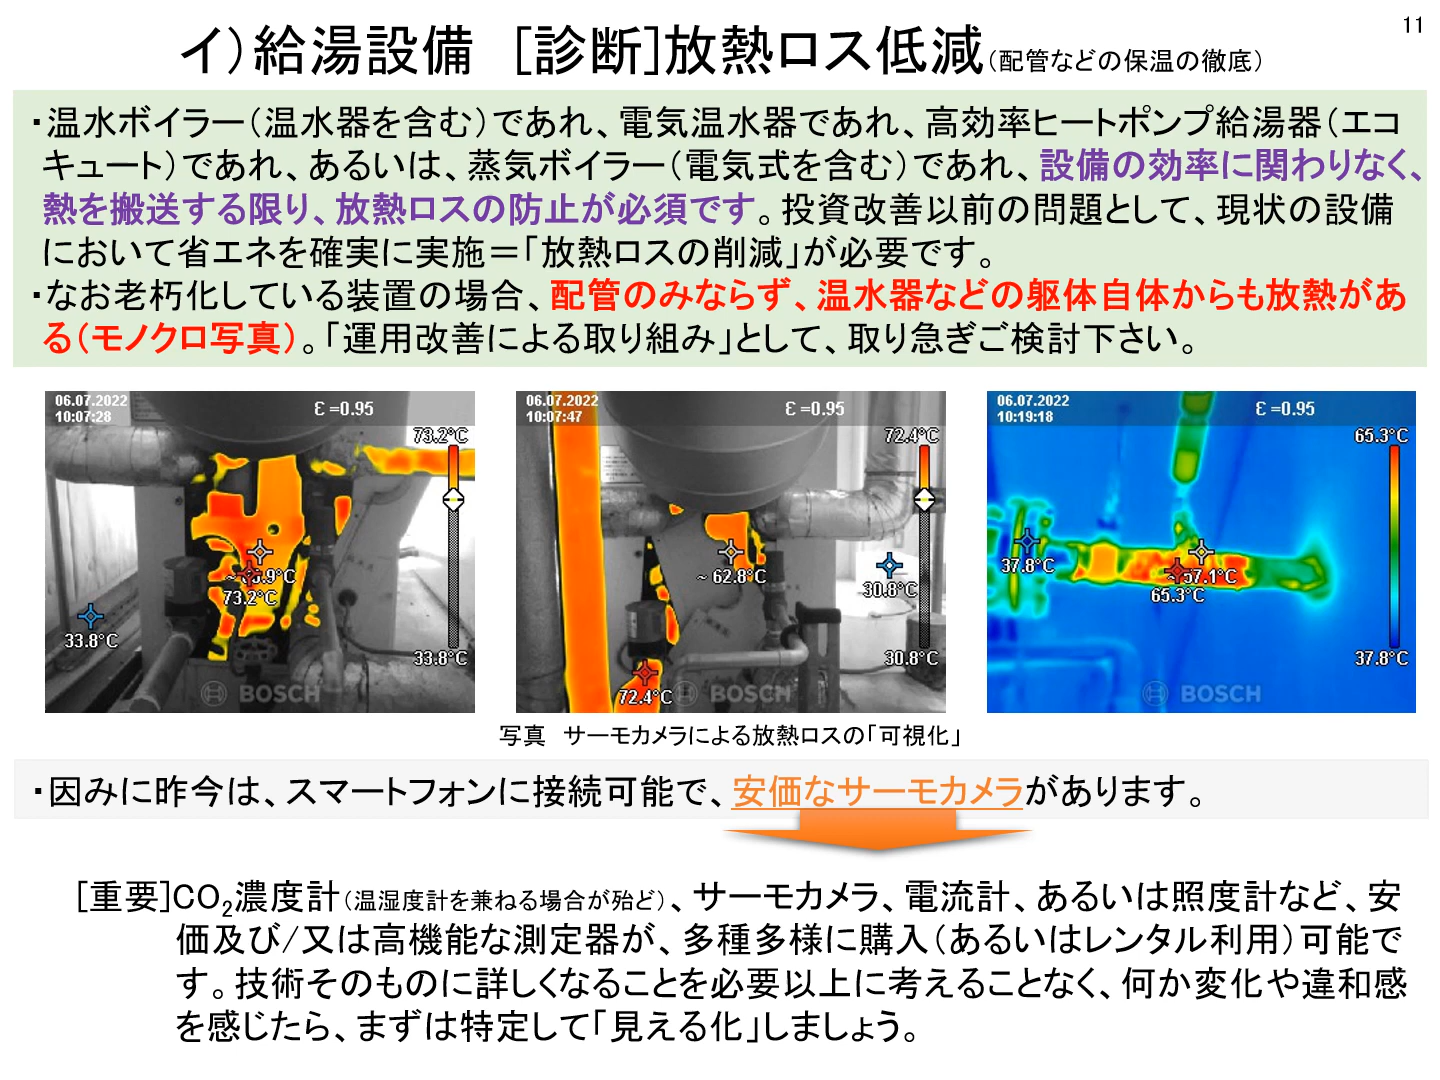 11
イ）給湯設備　［診断］放熱ロス低減（配管などの保温の徹底）
・温水ボイラー（温水器を含む）であれ、電気温水器であれ、高効率ヒートポンプ給湯器（エコ
キュート）であれ、あるいは、蒸気ボイラー（電気式を含む）であれ、設備の効率に関わりなく、
熱を搬送する限り、放熱ロスの防止が必須です。投資改善以前の問題として、現状の設備
において省エネを確実に実施＝「放熱ロスの削減」が必要です。
・なお老朽化している装置の場合、配管のみならず、温水器などの躯体自体からも放熱があ
る（モノクロ写真）。「運用改善による取り組み」として、取り急ぎご検討下さい。
06.07.2022
10:07:28
ε=0.95
73.2°C
73.2°C
33.8°C
33.8°C
BOSCH
06.07.2022
10:07:47
ε=0.95
72.4°C
~ 62.8°C
30.8°C
30.8°C
72.4°C
BOSCH
06.07.2022
10:19:18
ε=0.95
65.3°C
37.8°C
~ 57.1°C
65.3°C
37.8°C
BOSCH
写真　サーモカメラによる放熱ロスの「可視化」
・因みに昨今は、スマートフォンに接続可能で、安価なサーモカメラがあります。
［重要］CO₂濃度計（温湿度計を兼ねる場合が殆ど）、サーモカメラ、電流計、あるいは照度計など、安
価及び/又は高機能な測定器が、多種多様に購入（あるいはレンタル利用）可能で
す。技術そのものに詳しくなることを必要以上に考えることなく、何か変化や違和感
を感じたら、まずは特定して「見える化」しましょう。